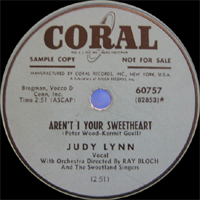 CORAL
SAMPLE COPY
NOT FOR SALE
MANUFACTURED BY CORAL RECORDS, INC., NEW YORK, U.S.A.
Bregman, Vocco &
Conn, Inc.
Time: 2:51 (ASCAP)
60757
(82853)*
AREN'T I YOUR SWEETHEART
(Peter Wood-Kermit Goell)
JUDY LYNN
Vocal
With Orchestra Directed By RAY BLOCH
And The Sweetland Singers
(2:51)